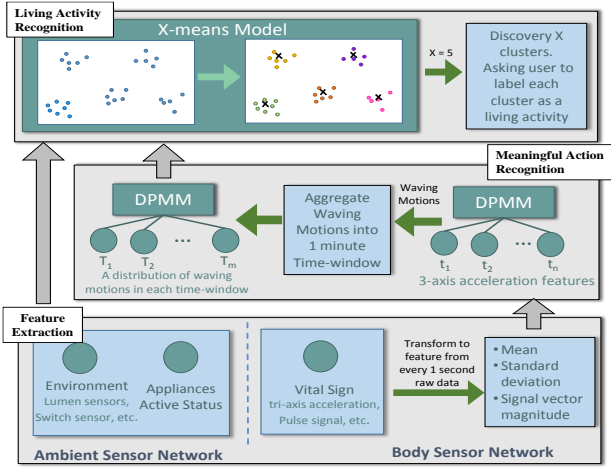 Living Activity
Recognition
X-means Model
X = 5
Discovery X
clusters.
Asking user to
label each
cluster as a
living activity
Meaningful Action
Recognition
DPMM
T1 T2 ... Tm
A distribution of waving
motions in each time-window
Aggregate
Waving
Motions into
1 minute
Time-window
Waving
Motions
DPMM
t1 t2 ... tn
3-axis acceleration features
Feature
Extraction
Environment
Lumen sensors,
Switch sensor, etc.
Appliances
Active Status
Ambient Sensor Network
Vital Sign
tri-axis acceleration,
Pulse signal, etc.
Transform to
feature from
every 1 second
raw data
• Mean
• Standard
deviation
• Signal vector
magnitude
Body Sensor Network